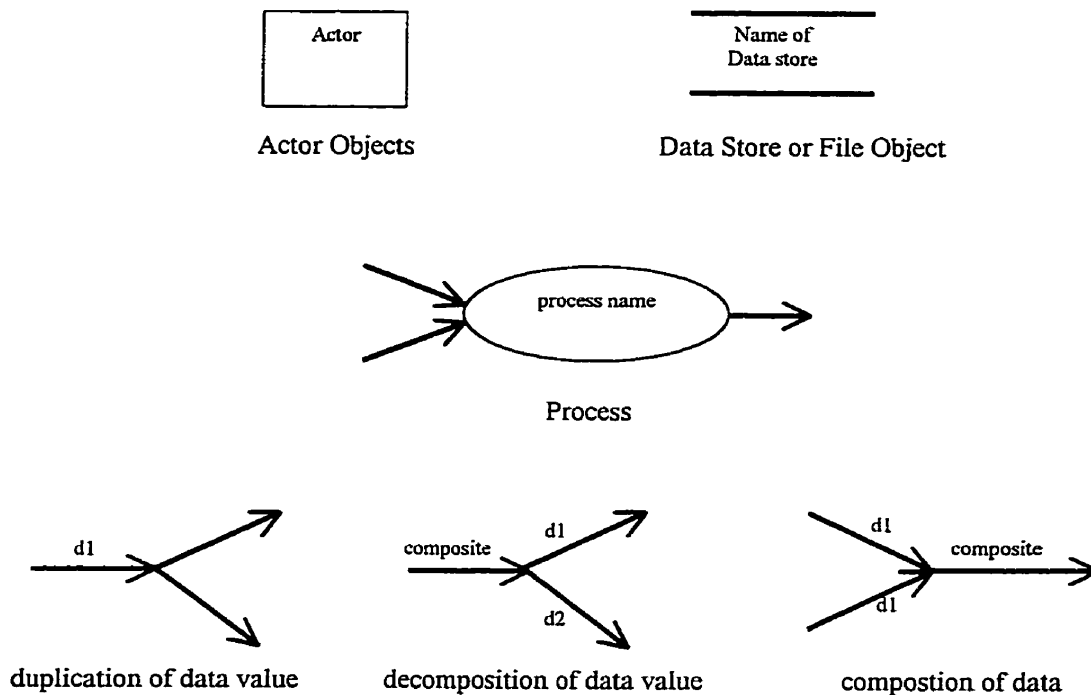 Actor
Name of
Data store
Actor Objects
Data Store or File Object
process name
Process
d1
composite
d1
d2
d1
d1
composite
duplication of data value
decomposition of data value
compostion of data